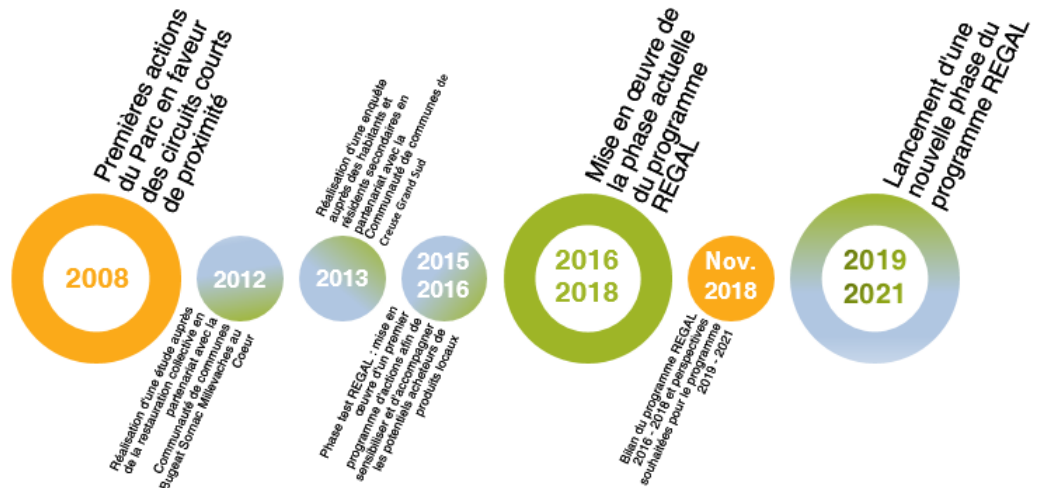 Premières actions
du Parc en faveur
des circuits courts
de proximité
2008
2012
Réalisation d'une étude auprès
de la restauration collective en
partenariat avec la
Communauté de communes
Bugeat Sornac Millevaches au
Coeur
Réalisation d'une enquête
auprès des habitants et
résidents secondaires en
partenariat avec la
Communauté de communes de
Creuse Grand Sud
2013
2015
2016
Phase test REGAL : mise en
œuvre d'un premier
programme d'actions afin de
sensibiliser et d'accompagner
les potentiels acheteurs de
produits locaux
Mise en œuvre de
la phase actuelle
du programme
REGAL
2016
2018
Nov.
2018
Bilan du programme REGAL
2016 - 2018 et perspectives
souhaitées pour le programme
2019 - 2021
Lancement d'une
nouvelle phase du
programme REGAL
2019
2021